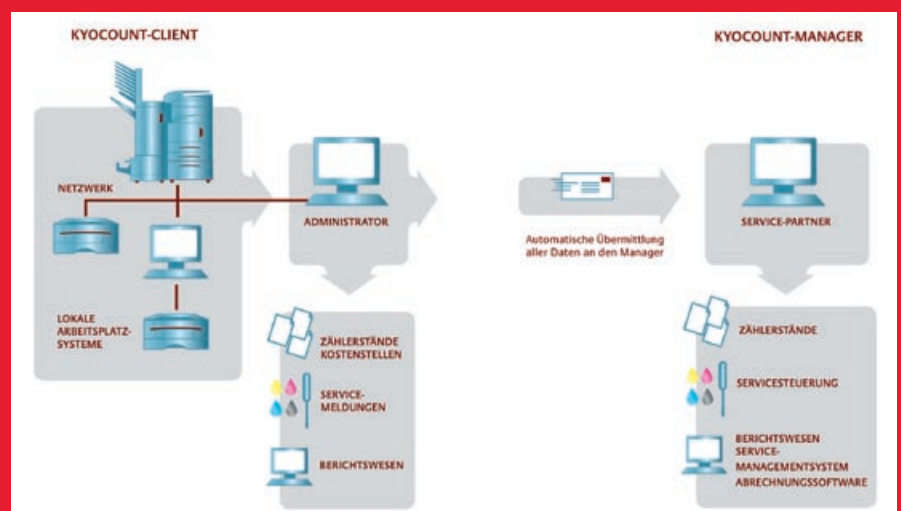 KYOCOUNT-CLIENT
KYOCOUNT-MANAGER
NETZWERK
ADMINISTRATOR
SERVICE-PARTNER
Automatische Übermittlung
aller Daten an den Manager
LOKALE
ARBEITSPLATZ-
SYSTEME
ZÄHLERSTÄNDE
KOSTENSTELLEN
SERVICE-
MELDUNGEN
BERICHTSWESEN
ZÄHLERSTÄNDE
SERVICESTEUERUNG
BERICHTSWESEN
SERVICE-
MANAGEMENTSYSTEM
ABRECHNUNGSSOFTWARE